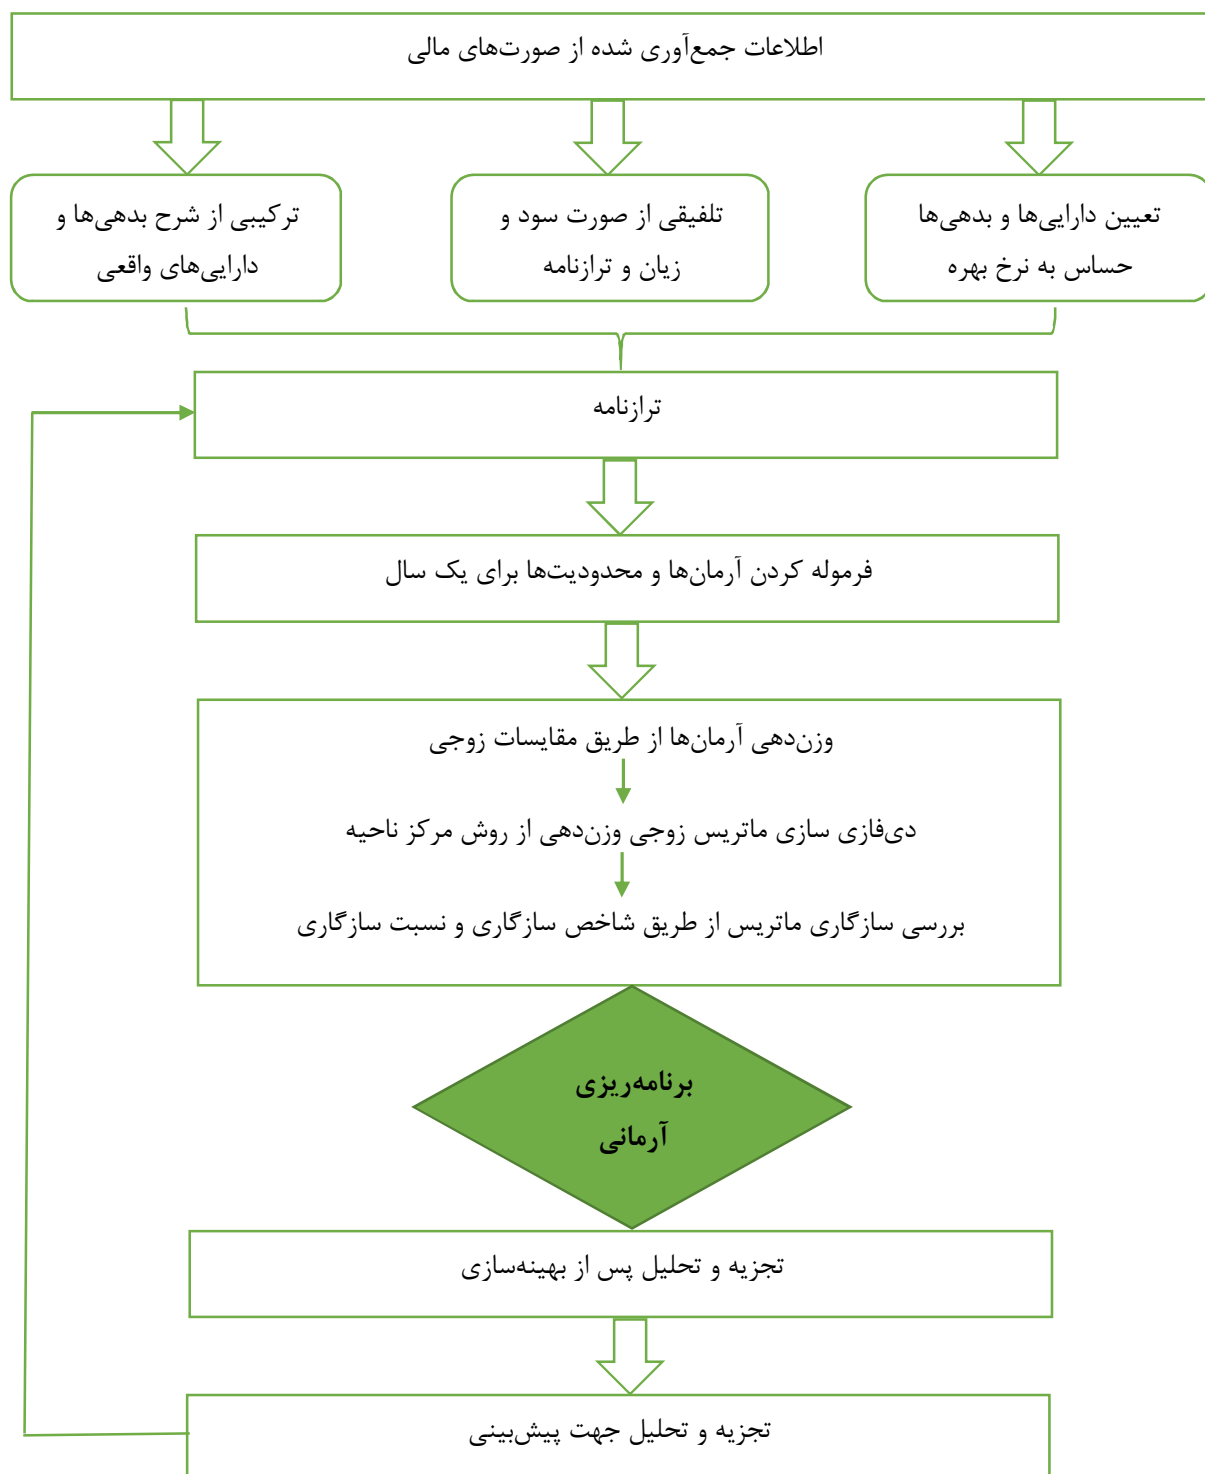 اطلاعات جمع‌آوری شده از صورت‌های مالی
تعیین دارایی‌ها و بدهی‌ها
حساس به نرخ بهره
تلفیقی از صورت سود و
زیان و ترازنامه
ترکیبی از شرح بدهی‌ها و
دارایی‌های واقعی
ترازنامه
فرموله کردن آرمان‌ها و محدودیت‌ها برای یک سال
وزن‌دهی آرمان‌ها از طریق مقایسات زوجی
دی‌فازی سازی ماتریس زوجی وزن‌دهی از روش مرکز ناحیه
بررسی سازگاری ماتریس از طریق شاخص سازگاری و نسبت سازگاری
برنامه‌ریزی
آرمانی
تجزیه و تحلیل پس از بهینه‌سازی
تجزیه و تحلیل جهت پیش‌بینی